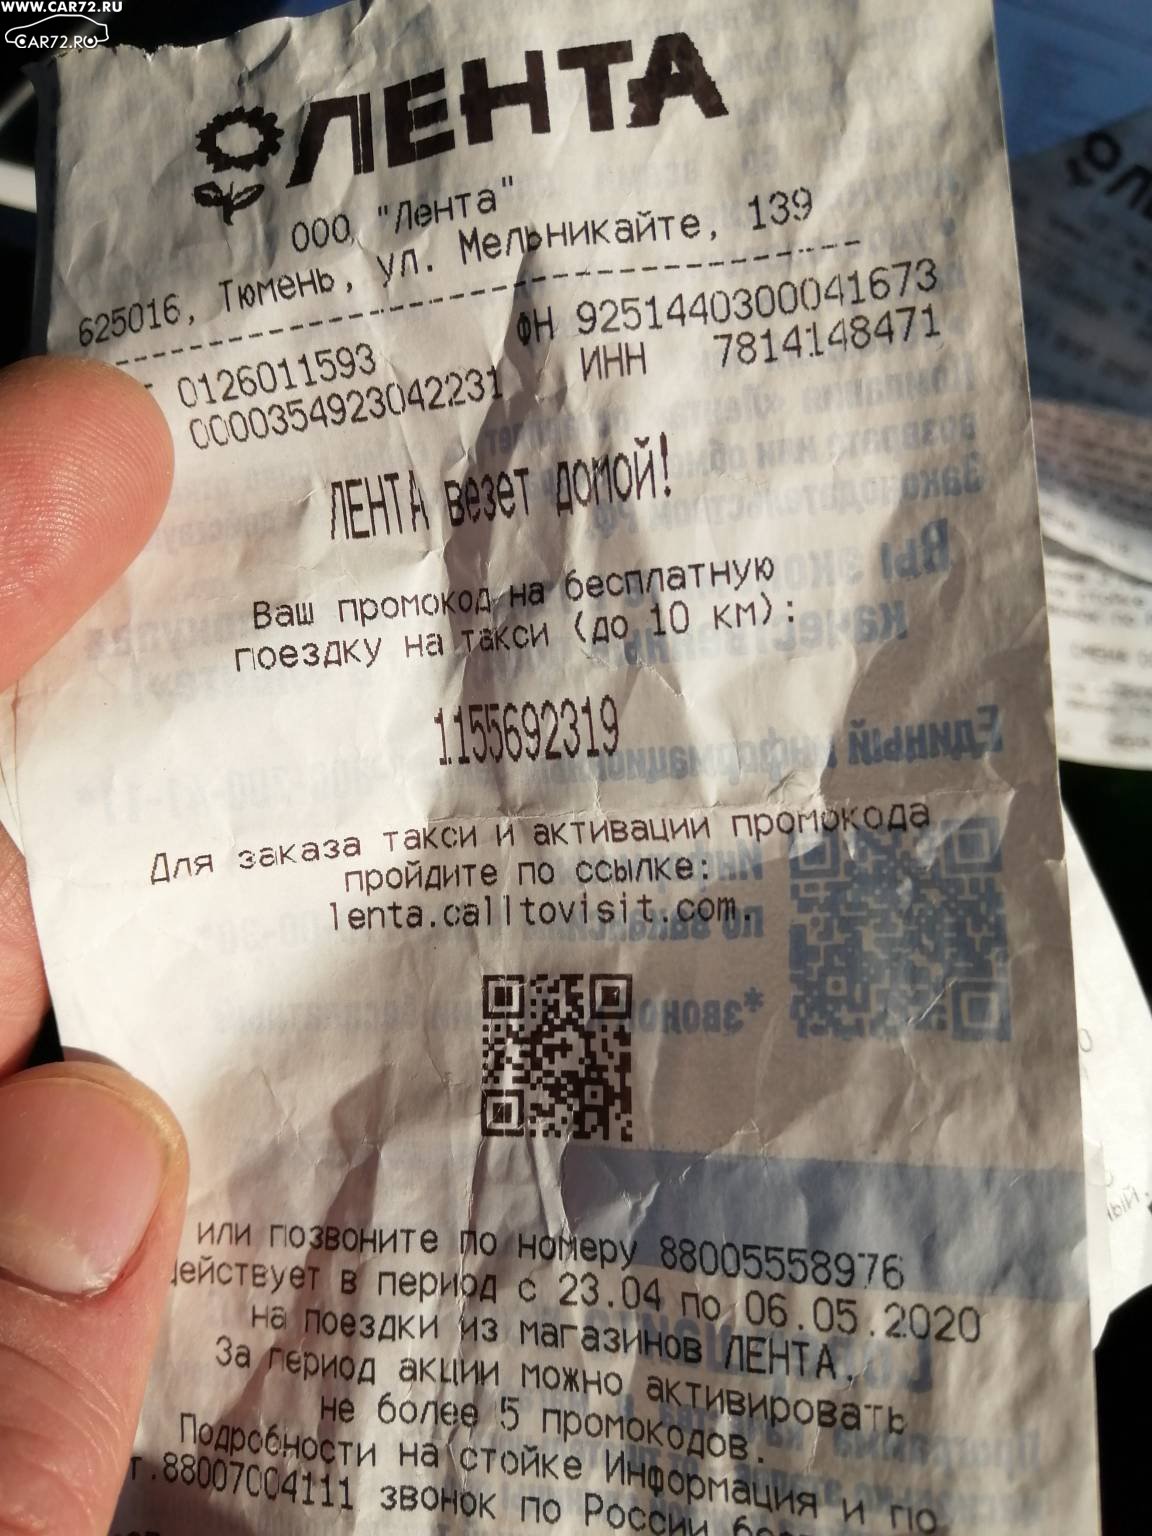 WWW.CAR72.RU
CAR72.RU
ЛЕНТА
ООО "Лента"
625016, Тюмень, ул. Мельникайте, 139
0126011593 ФН 9251440300041673
0000354923042231 ИНН 7814148471
ЛЕНТА везет домой!
Ваш промокод на бесплатную
поездку на такси (до 10 км):
1155692319
Для заказа такси и активации промокода
пройдите по ссылке:
lenta.calltovisit.com.
или позвоните по номеру 88005558976
действует в период с 23.04 по 06.05.2020
на поездки из магазинов ЛЕНТА.
За период акции можно активировать
не более 5 промокодов.
Подробности на стойке Информация и по
т.88007004111 звонок по России